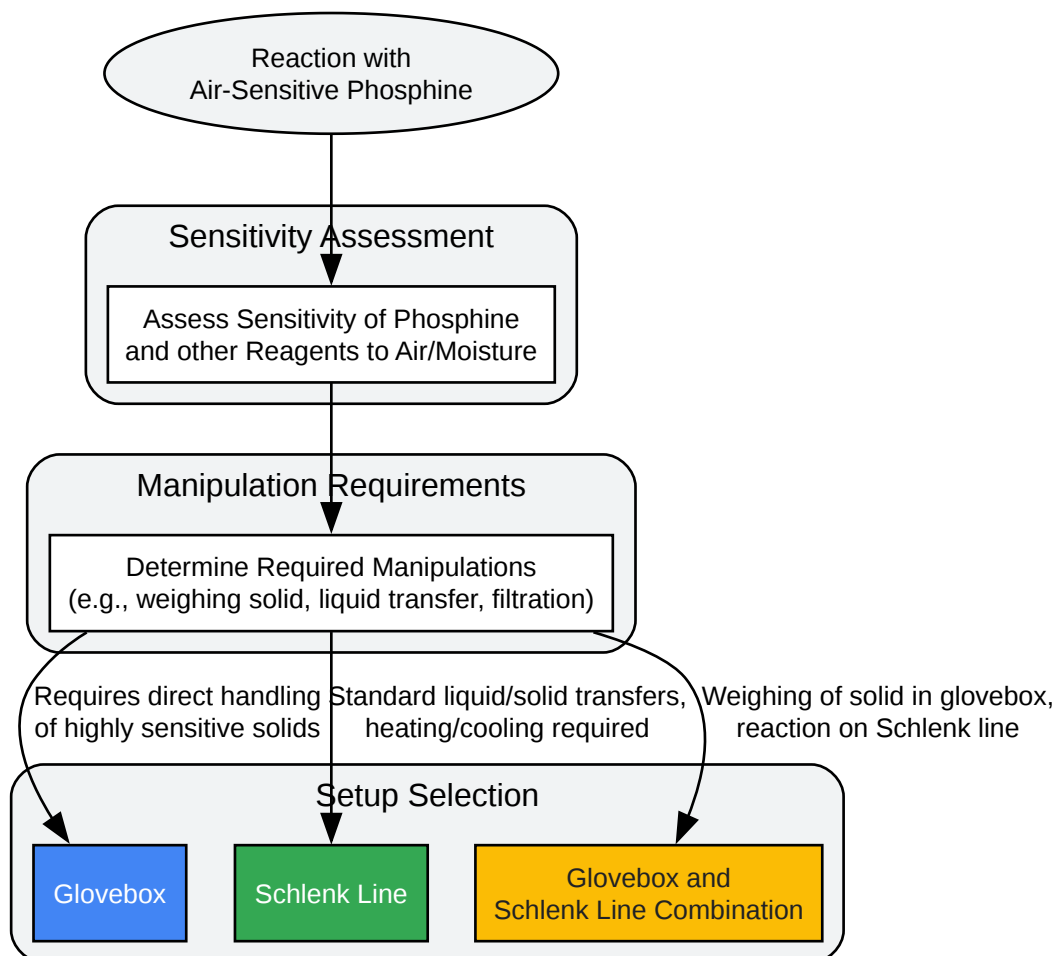 Reaction with
Air-Sensitive Phosphine
Sensitivity Assessment
Assess Sensitivity of Phosphine
and other Reagents to Air/Moisture
Manipulation Requirements
Determine Required Manipulations
(e.g., weighing solid, liquid transfer, filtration)
Requires direct handling
of highly sensitive solids
Standard liquid/solid transfers,
heating/cooling required
Weighing of solid in glovebox,
reaction on Schlenk line
Setup Selection
Glovebox
Schlenk Line
Glovebox and
Schlenk Line Combination